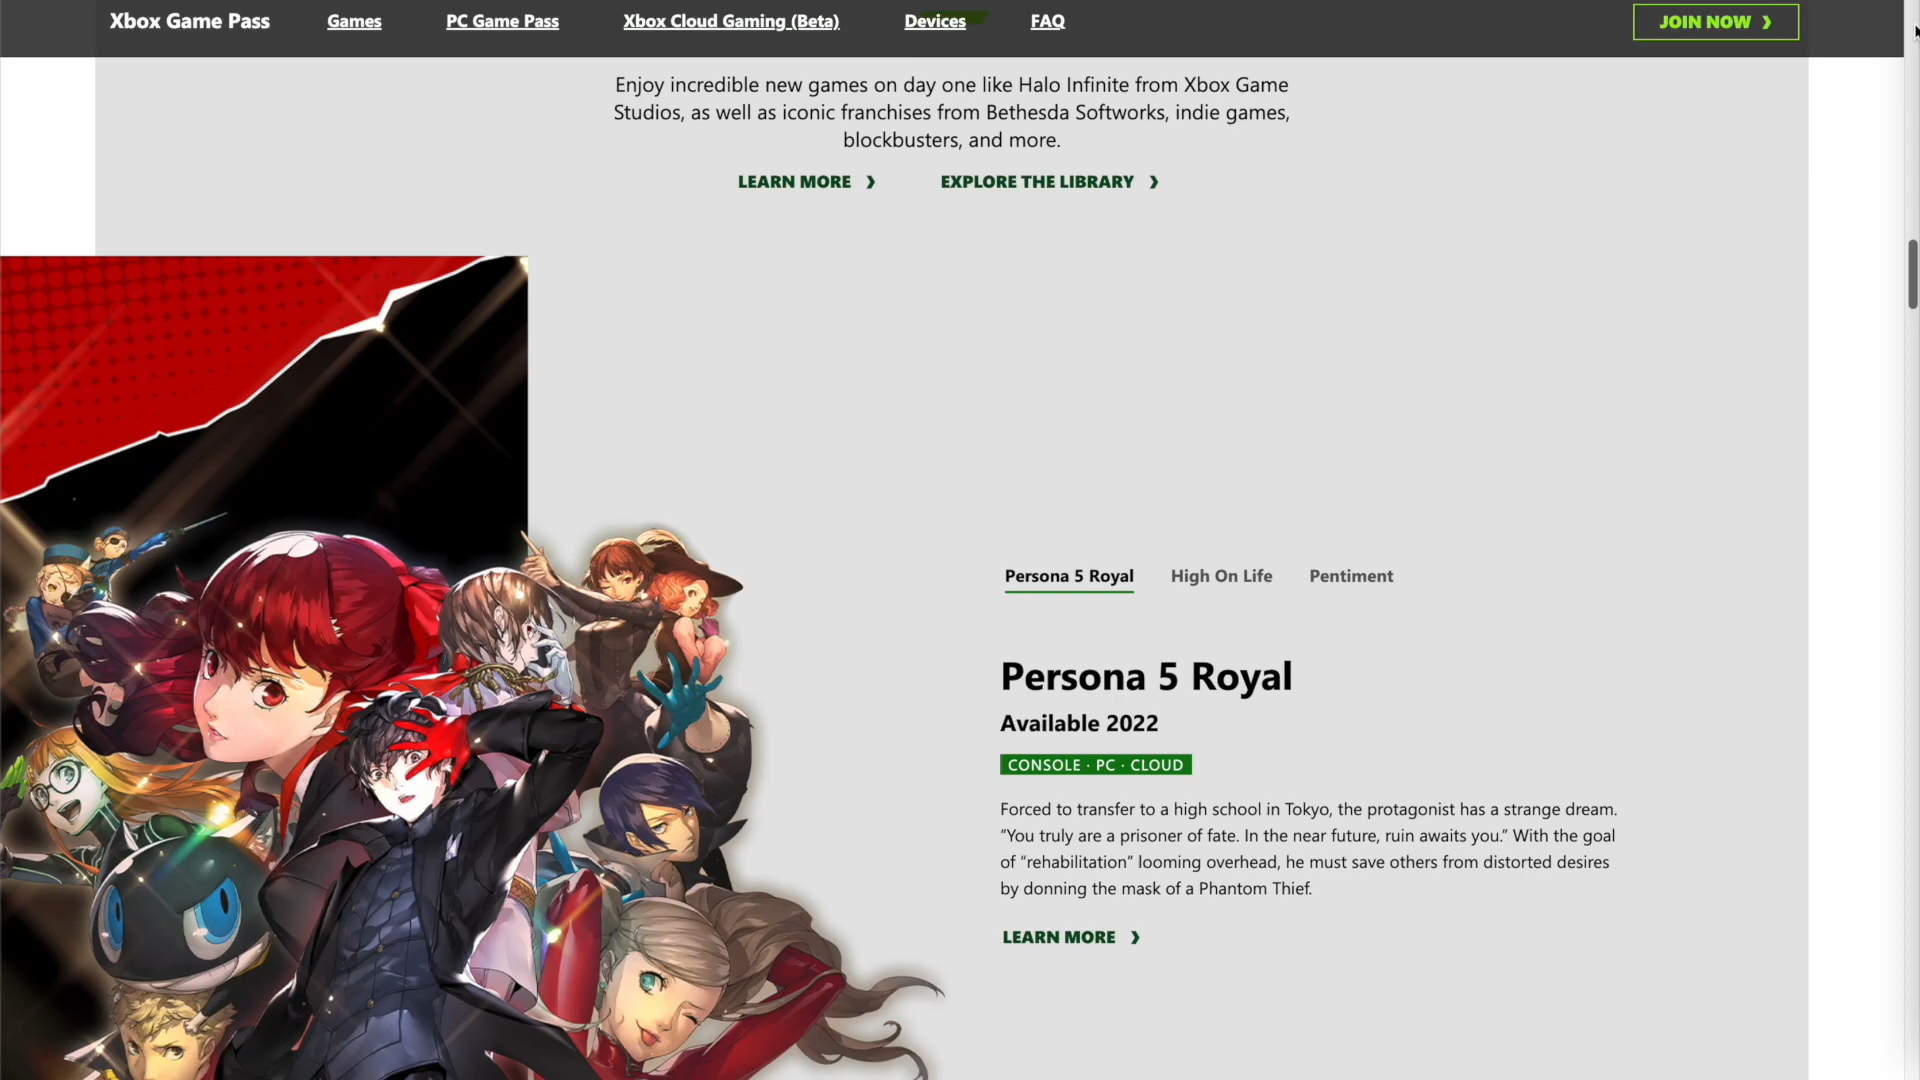 Xbox Game Pass
Games
PC Game Pass
Xbox Cloud Gaming (Beta)
Devices
FAQ
JOIN NOW ❯
Enjoy incredible new games on day one like Halo Infinite from Xbox Game
Studios, as well as iconic franchises from Bethesda Softworks, indie games,
blockbusters, and more.
LEARN MORE ❯
EXPLORE THE LIBRARY ❯
Persona 5 Royal
High On Life
Pentiment
Persona 5 Royal
Available 2022
CONSOLE · PC · CLOUD
Forced to transfer to a high school in Tokyo, the protagonist has a strange dream.
“You truly are a prisoner of fate. In the near future, ruin awaits you.” With the goal
of “rehabilitation” looming overhead, he must save others from distorted desires
by donning the mask of a Phantom Thief.
LEARN MORE ❯